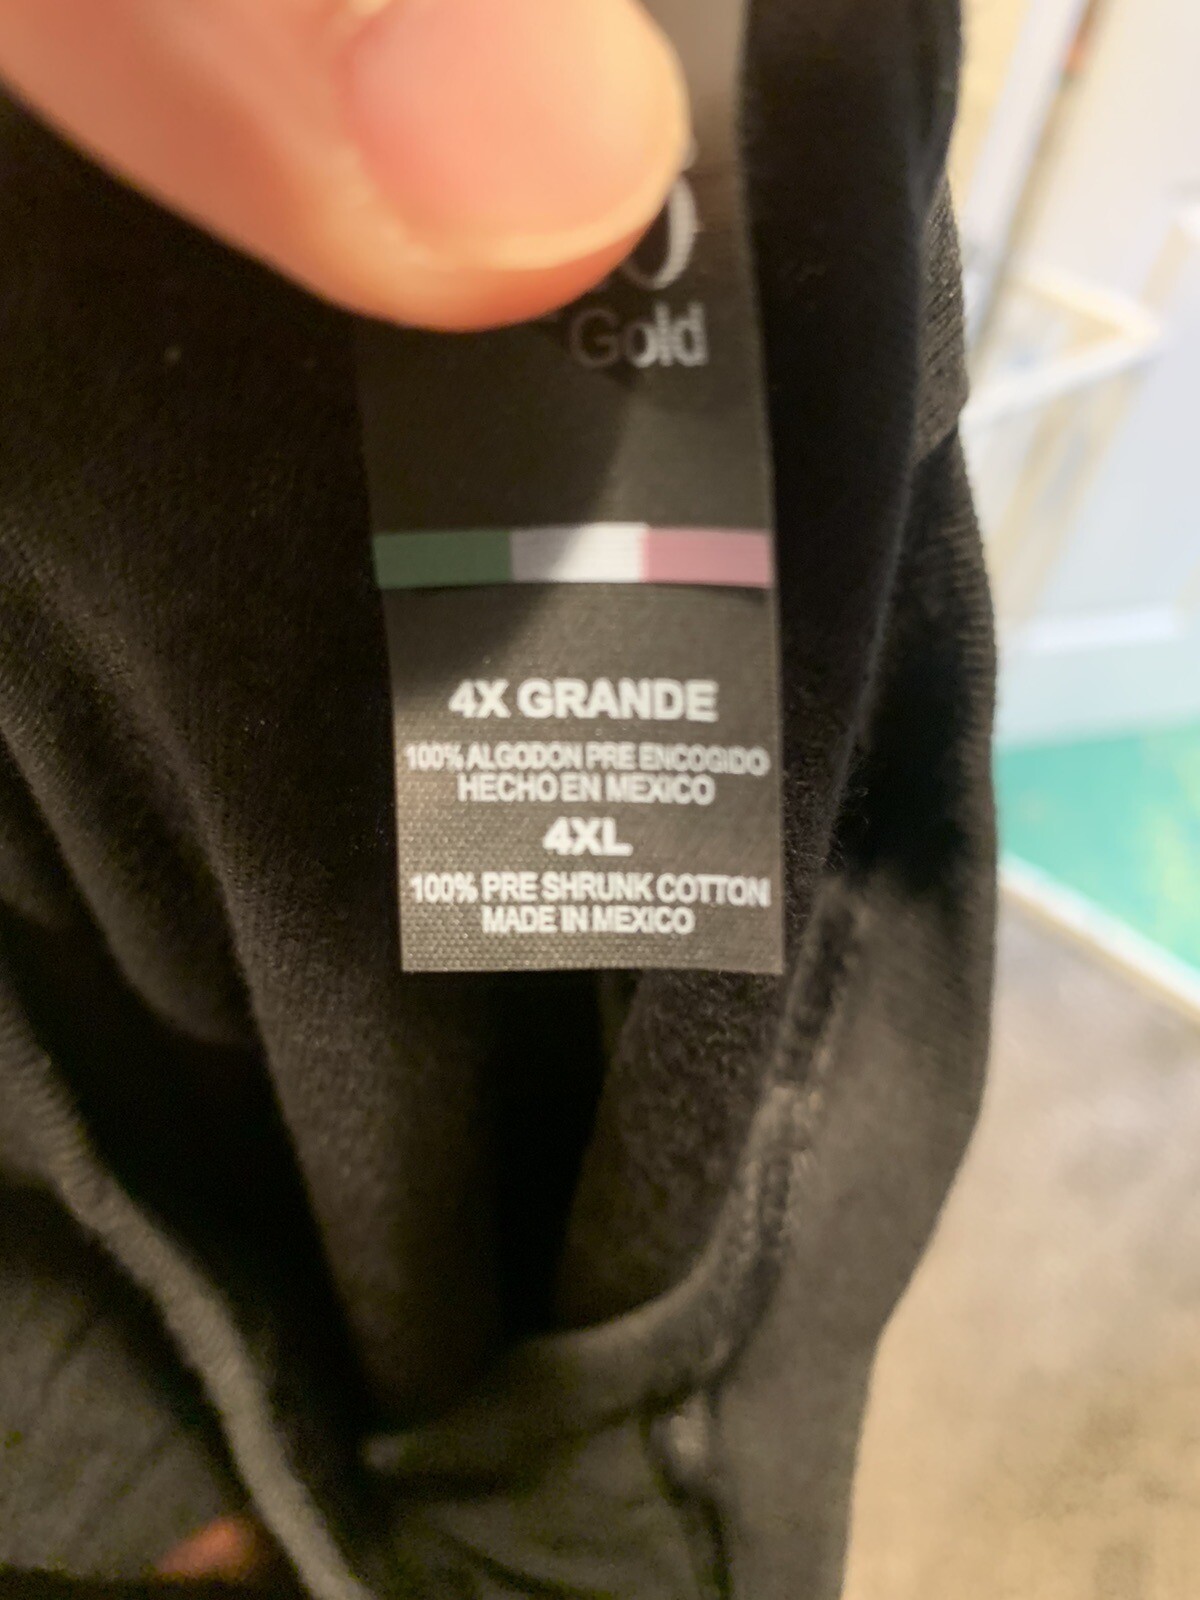 Gold
4X GRANDE
100% ALGODON PRE ENCOGIDO
HECHO EN MEXICO
4XL
100% PRE SHRUNK COTTON
MADE IN MEXICO